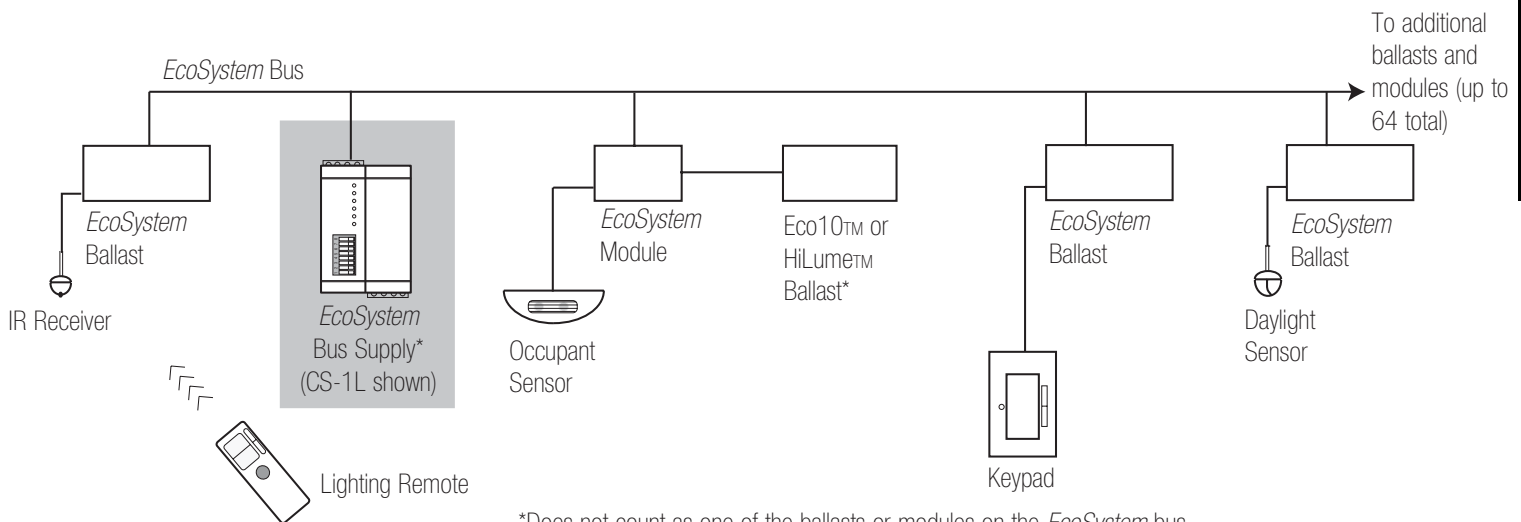 To additional
ballasts and
modules (up to
64 total)
EcoSystem Bus
EcoSystem
Ballast
IR Receiver
EcoSystem
Bus Supply*
(CS-1L shown)
Lighting Remote
EcoSystem
Module
Occupant
Sensor
Eco10TM or
HiLumeTM
Ballast*
EcoSystem
Ballast
Keypad
EcoSystem
Ballast
Daylight
Sensor
*Does not count as one of the ballasts or modules on the EcoSystem bus